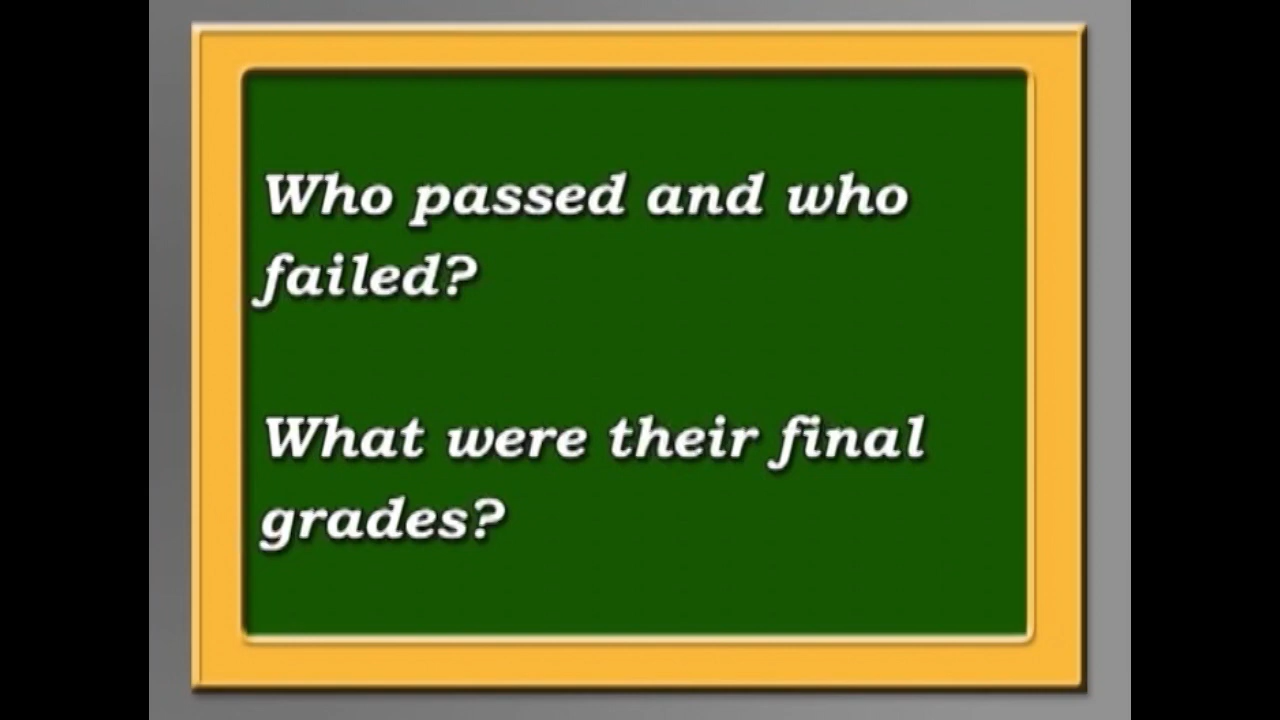 Who passed and who
failed?
What were their final
grades?